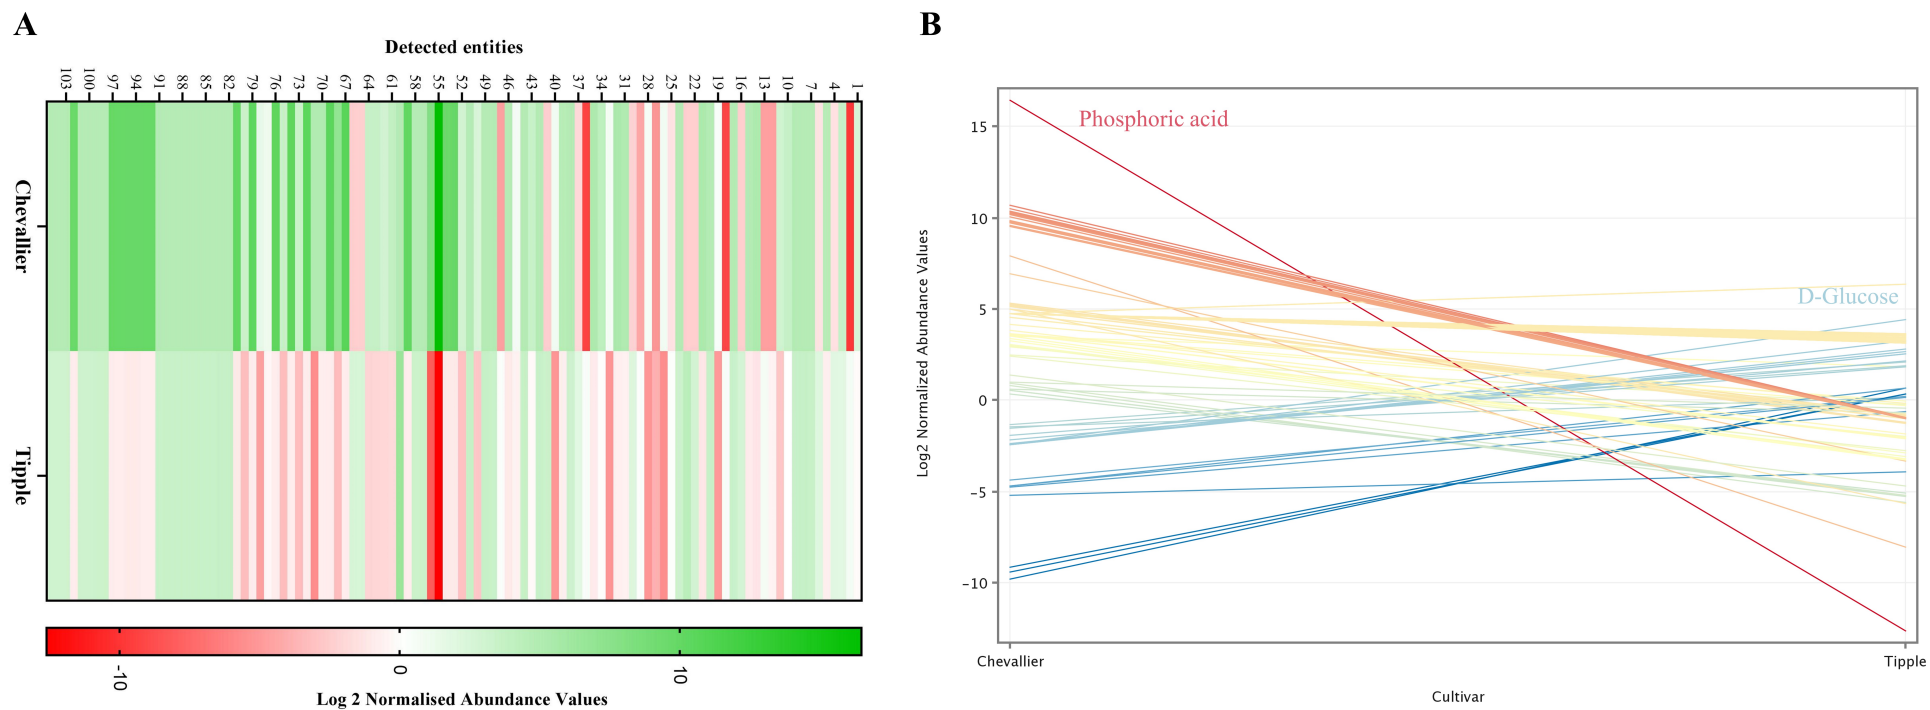 A
Detected entities
103 100 97 94 91 88 85 82 79 76 73 70 67 64 61 58 55 52 49 46 43 40 37 34 31 28 25 22 19 16 13 10 7 4 1
Chevallier
Tipple
-10 0 10
Log 2 Normalised Abundance Values
B
Phosphoric acid
D-Glucose
15
10
5
0
−5
−10
Log2 Normalized Abundance Values
Chevallier Tipple
Cultivar